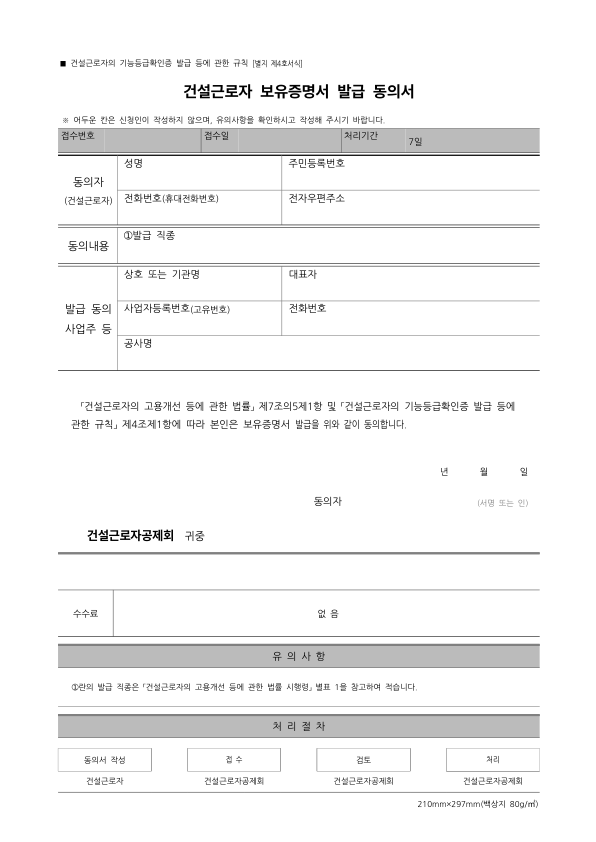 ■ 건설근로자의 기능등급확인증 발급 등에 관한 규칙 [별지 제4호서식]
건설근로자 보유증명서 발급 동의서
※ 어두운 칸은 신청인이 작성하지 않으며, 유의사항을 확인하시고 작성해 주시기 바랍니다.
접수번호 접수일 처리기간 7일
동의자
(건설근로자)
성명 주민등록번호
전화번호(휴대전화번호) 전자우편주소
동의내용 ①발급 직종
발급 동의
사업주 등
상호 또는 기관명 대표자
사업자등록번호(고유번호) 전화번호
공사명
「건설근로자의 고용개선 등에 관한 법률」 제7조의5제1항 및 「건설근로자의 기능등급확인증 발급 등에
관한 규칙」 제4조제1항에 따라 본인은 보유증명서 발급을 위와 같이 동의합니다.
년 월 일
동의자 (서명 또는 인)
건설근로자공제회 귀중
수수료 없 음
유 의 사 항
①란의 발급 직종은 「건설근로자의 고용개선 등에 관한 법률 시행령」 별표 1을 참고하여 적습니다.
처 리 절 차
동의서 작성 접 수 검토 처리
건설근로자 건설근로자공제회 건설근로자공제회 건설근로자공제회
210mm×297mm(백상지 80g/㎡)